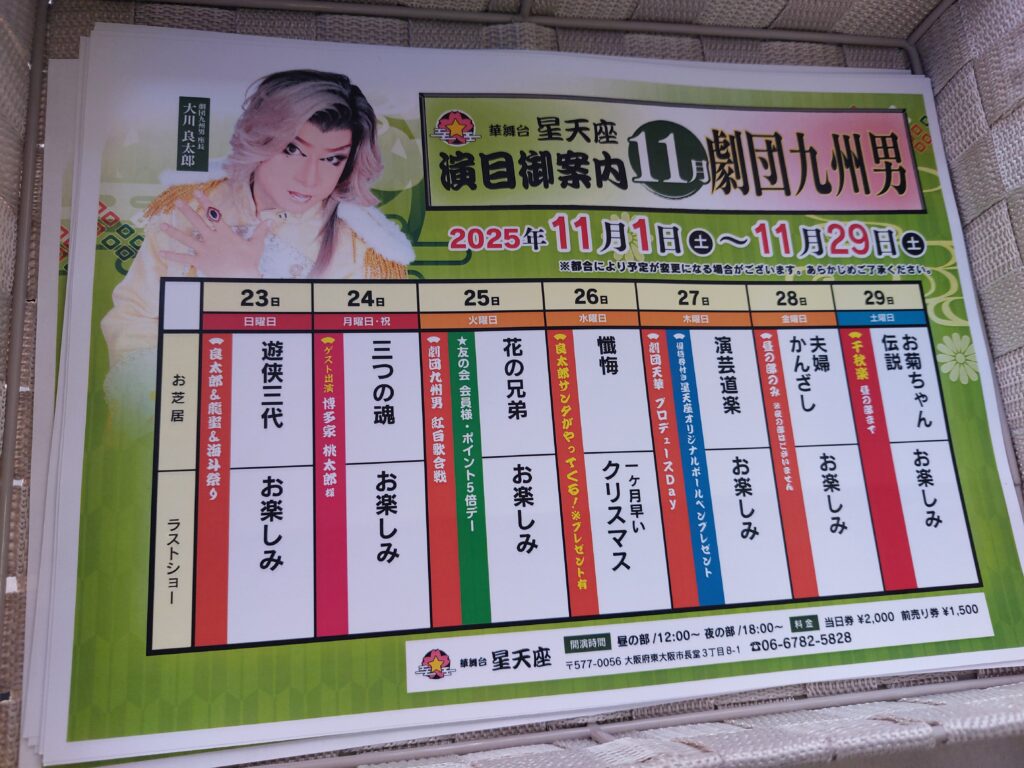 劇団九州男 座長
大川 良太郎
華舞台 星天座
演目御案内
11月
劇団九州男
2025年11月1日㊏～11月29日㊏
※都合により予定が変更になる場合がございます。あらかじめご了承ください。
23日
24日
25日
26日
27日
28日
29日
日曜日
月曜日・祝
火曜日
水曜日
木曜日
金曜日
土曜日
お芝居
ラストショー
良太郎&龍聖&海斗祭り
遊侠三代
お楽しみ
ゲスト出演 博多家 桃太郎様
三つの魂
お楽しみ
劇団九州男 紅白歌合戦
★友の会 会員様・ポイント5倍デー
花の兄弟
お楽しみ
良太郎サンタがやってくる!※プレゼント有
懺悔
一ヶ月早い
クリスマス
劇団天華 プロデュースDay
優待券付き 星天座オリジナルボールペンプレゼント
演芸道楽
お楽しみ
昼の部のみ ※夜の部はございません
夫婦
かんざし
お楽しみ
千秋楽 昼の部まで
お菊ちゃん
伝説
お楽しみ
華舞台 星天座
開演時間 昼の部/12:00～ 夜の部/18:00～ 料金 当日券 ¥2,000 前売り券 ¥1,500
〒577-0056 大阪府東大阪市長堂3丁目8-1 ☎06-6782-5828